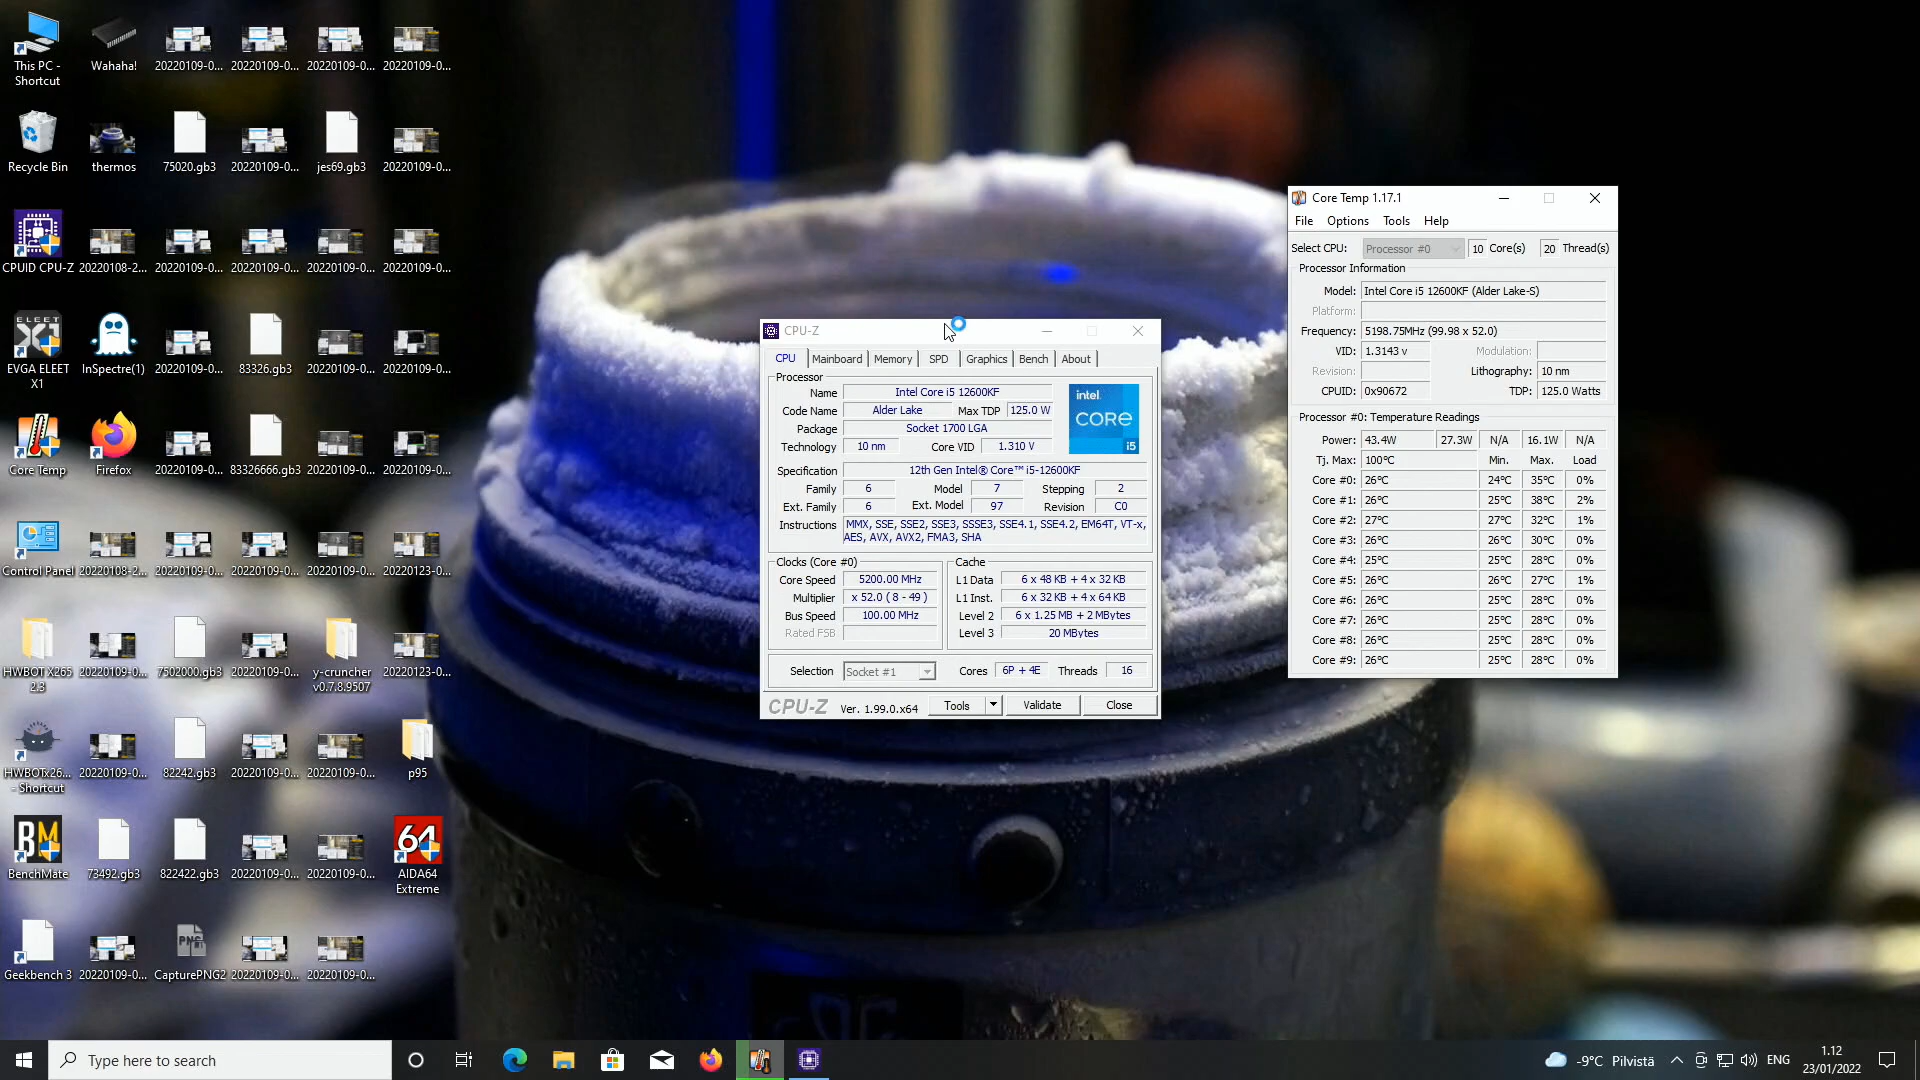 This PC -
Shortcut
Wahaha!
20220109-0...
20220109-0...
20220109-0...
20220109-0...
Recycle Bin
thermos
75020.gb3
20220109-0...
jes69.gb3
20220109-0...
CPUID CPU-Z
20220108-2...
20220109-0...
20220109-0...
20220109-0...
20220109-0...
ELEET
X1
EVGA ELEET
X1
InSpectre(1)
20220109-0...
83326.gb3
20220109-0...
20220109-0...
Core Temp
Firefox
20220109-0...
83326666.gb3
20220109-0...
20220109-0...
Control Panel
20220108-2...
20220109-0...
20220109-0...
20220109-0...
20220123-0...
HWBOT X265
2.3
20220109-0...
7502000.gb3
20220109-0...
y-cruncher
v0.7.8.9507
20220123-0...
HWBOTx26...
- Shortcut
20220109-0...
82242.gb3
20220109-0...
20220109-0...
p95
BM
BenchMate
73492.gb3
822422.gb3
20220109-0...
20220109-0...
64
AIDA64
Extreme
Geekbench 3
20220109-0...
PNG
CapturePNG2
20220109-0...
20220109-0...
CPU-Z
CPU Mainboard Memory SPD Graphics Bench About
Processor
Name Intel Core i5 12600KF
Code Name Alder Lake Max TDP 125.0 W
Package Socket 1700 LGA
Technology 10 nm Core VID 1.310 V
intel
CORE
i5
Specification 12th Gen Intel® Core™ i5-12600KF
Family 6 Model 7 Stepping 2
Ext. Family 6 Ext. Model 97 Revision C0
Instructions MMX, SSE, SSE2, SSE3, SSSE3, SSE4.1, SSE4.2, EM64T, VT-x,
AES, AVX, AVX2, FMA3, SHA
Clocks (Core #0)
Core Speed 5200.00 MHz
Multiplier x 52.0 ( 8 - 49 )
Bus Speed 100.00 MHz
Rated FSB
Cache
L1 Data 6 x 48 KB + 4 x 32 KB
L1 Inst. 6 x 32 KB + 4 x 64 KB
Level 2 6 x 1.25 MB + 2 MBytes
Level 3 20 MBytes
Selection Socket #1 Cores 6P + 4E Threads 16
CPU-Z Ver. 1.99.0.x64 Tools Validate Close
Core Temp 1.17.1
File Options Tools Help
Select CPU: Processor #0 10 Core(s) 20 Thread(s)
Processor Information
Model: Intel Core i5 12600KF (Alder Lake-S)
Platform:
Frequency: 5198.75MHz (99.98 x 52.0)
VID: 1.3143 v Modulation:
Revision: Lithography: 10 nm
CPUID: 0x90672 TDP: 125.0 Watts
Processor #0: Temperature Readings
Power: 43.4W 27.3W N/A 16.1W N/A
Tj. Max: 100°C Min. Max. Load
Core #0: 26°C 24°C 35°C 0%
Core #1: 26°C 25°C 38°C 2%
Core #2: 27°C 27°C 32°C 1%
Core #3: 26°C 26°C 30°C 0%
Core #4: 25°C 25°C 28°C 0%
Core #5: 26°C 26°C 27°C 1%
Core #6: 26°C 25°C 28°C 0%
Core #7: 26°C 25°C 28°C 0%
Core #8: 26°C 25°C 28°C 0%
Core #9: 26°C 25°C 28°C 0%
Type here to search
-9°C Pilvistä ENG
1.12
23/01/2022